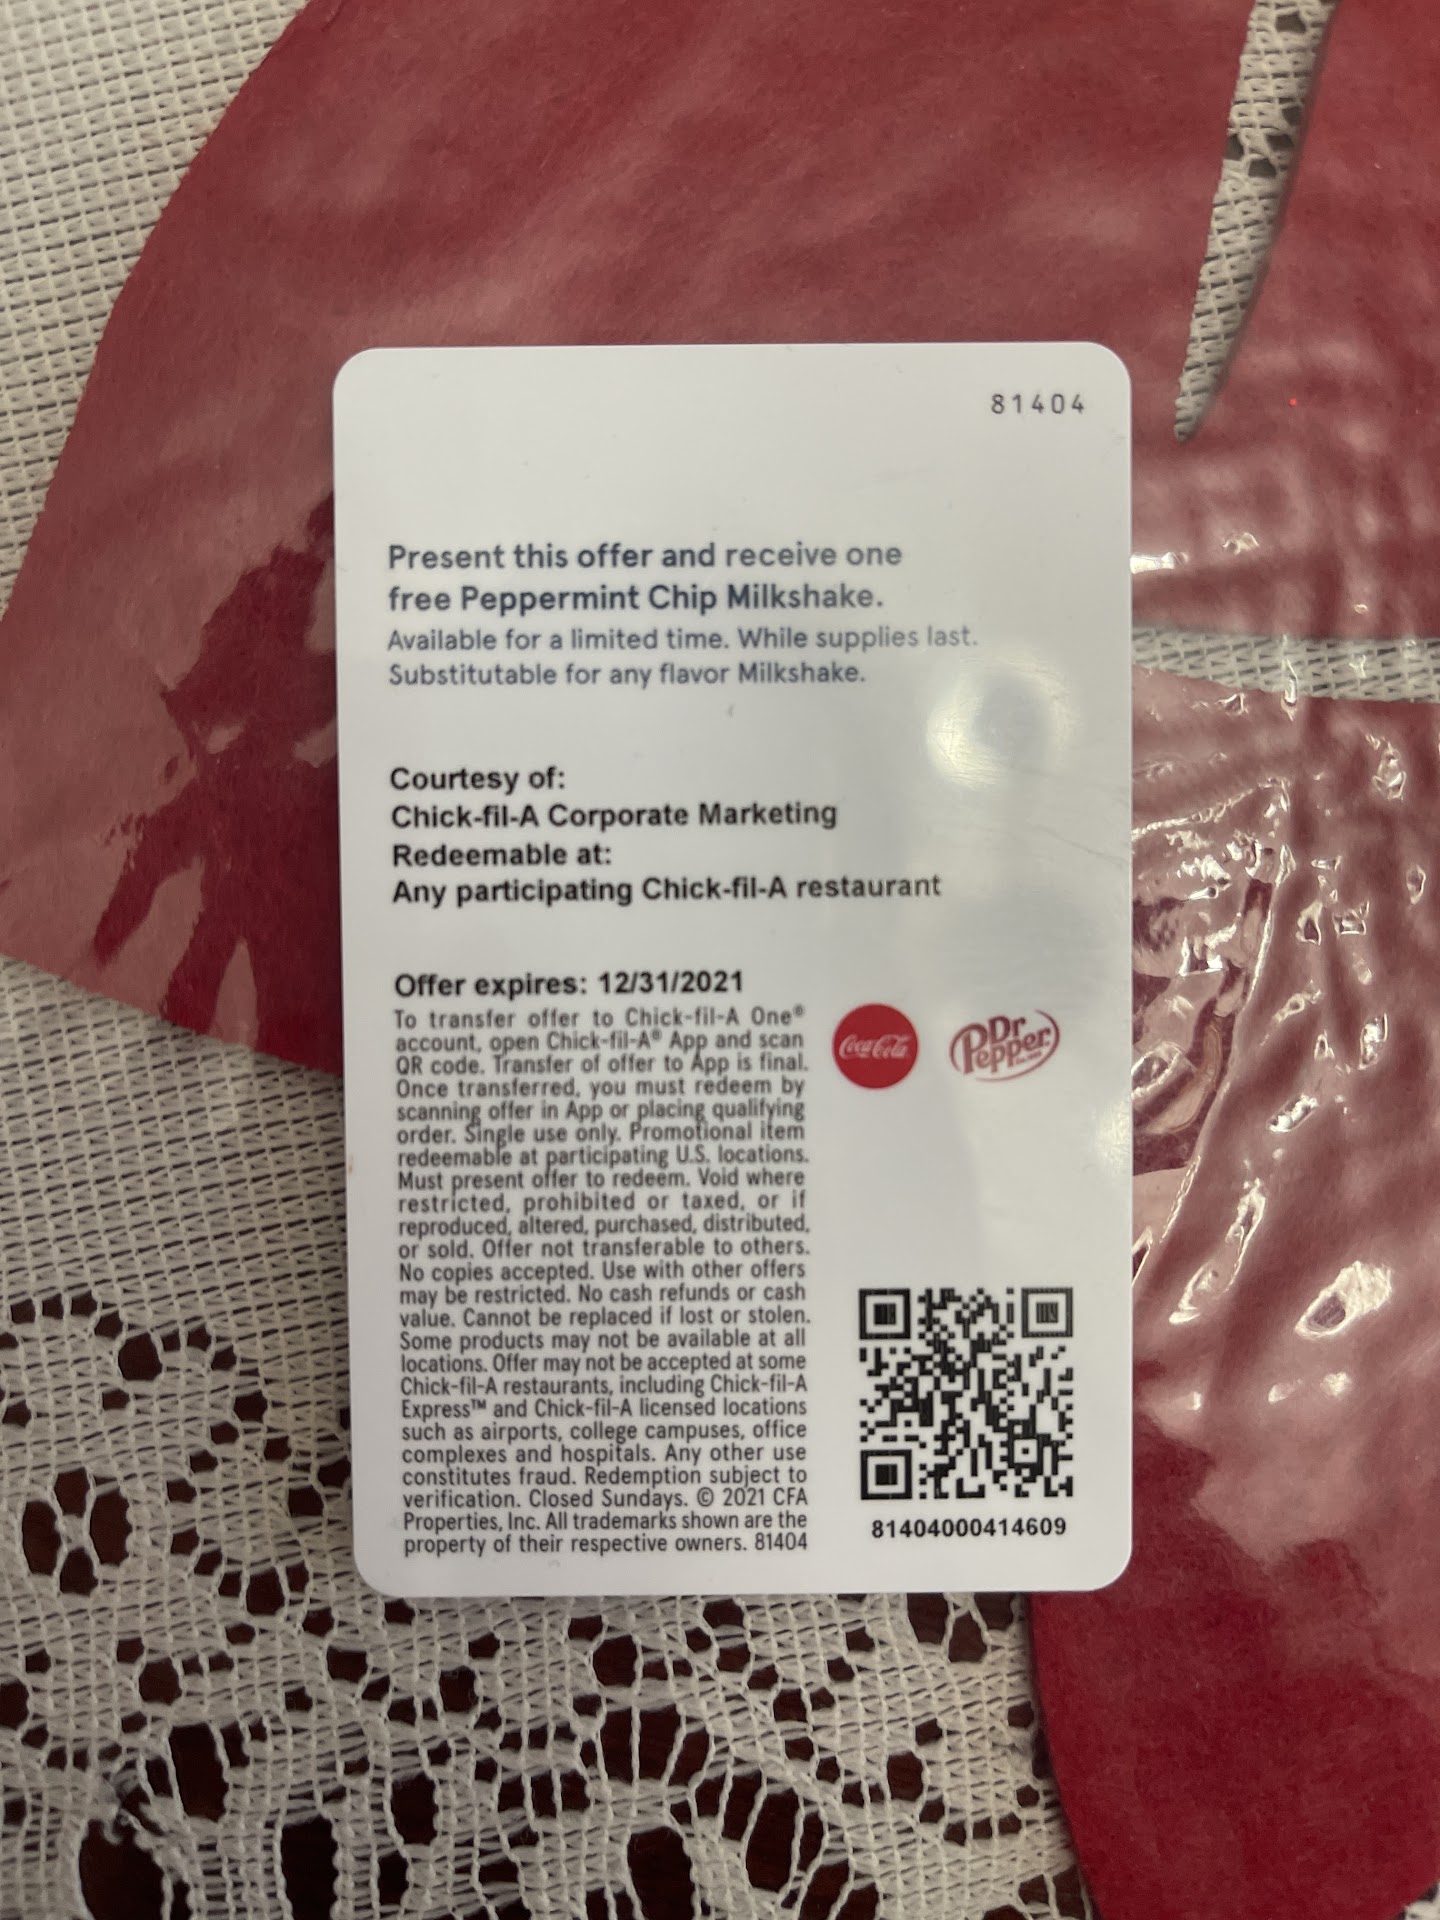 81404
Present this offer and receive one
free Peppermint Chip Milkshake.
Available for a limited time. While supplies last.
Substitutable for any flavor Milkshake.
Courtesy of:
Chick-fil-A Corporate Marketing
Redeemable at:
Any participating Chick-fil-A restaurant
Offer expires: 12/31/2021
To transfer offer to Chick-fil-A One®
account, open Chick-fil-A® App and scan
QR code. Transfer of offer to App is final.
Once transferred, you must redeem by
scanning offer in App or placing qualifying
order. Single use only. Promotional item
redeemable at participating U.S. locations.
Must present offer to redeem. Void where
restricted, prohibited or taxed, or if
reproduced, altered, purchased, distributed,
or sold. Offer not transferable to others.
No copies accepted. Use with other offers
may be restricted. No cash refunds or cash
value. Cannot be replaced if lost or stolen.
Some products may not be available at all
locations. Offer may not be accepted at some
Chick-fil-A restaurants, including Chick-fil-A
Express™ and Chick-fil-A licensed locations
such as airports, college campuses, office
complexes and hospitals. Any other use
constitutes fraud. Redemption subject to
verification. Closed Sundays. © 2021 CFA
Properties, Inc. All trademarks shown are the
property of their respective owners. 81404
Coca-Cola
Dr Pepper
81404000414609